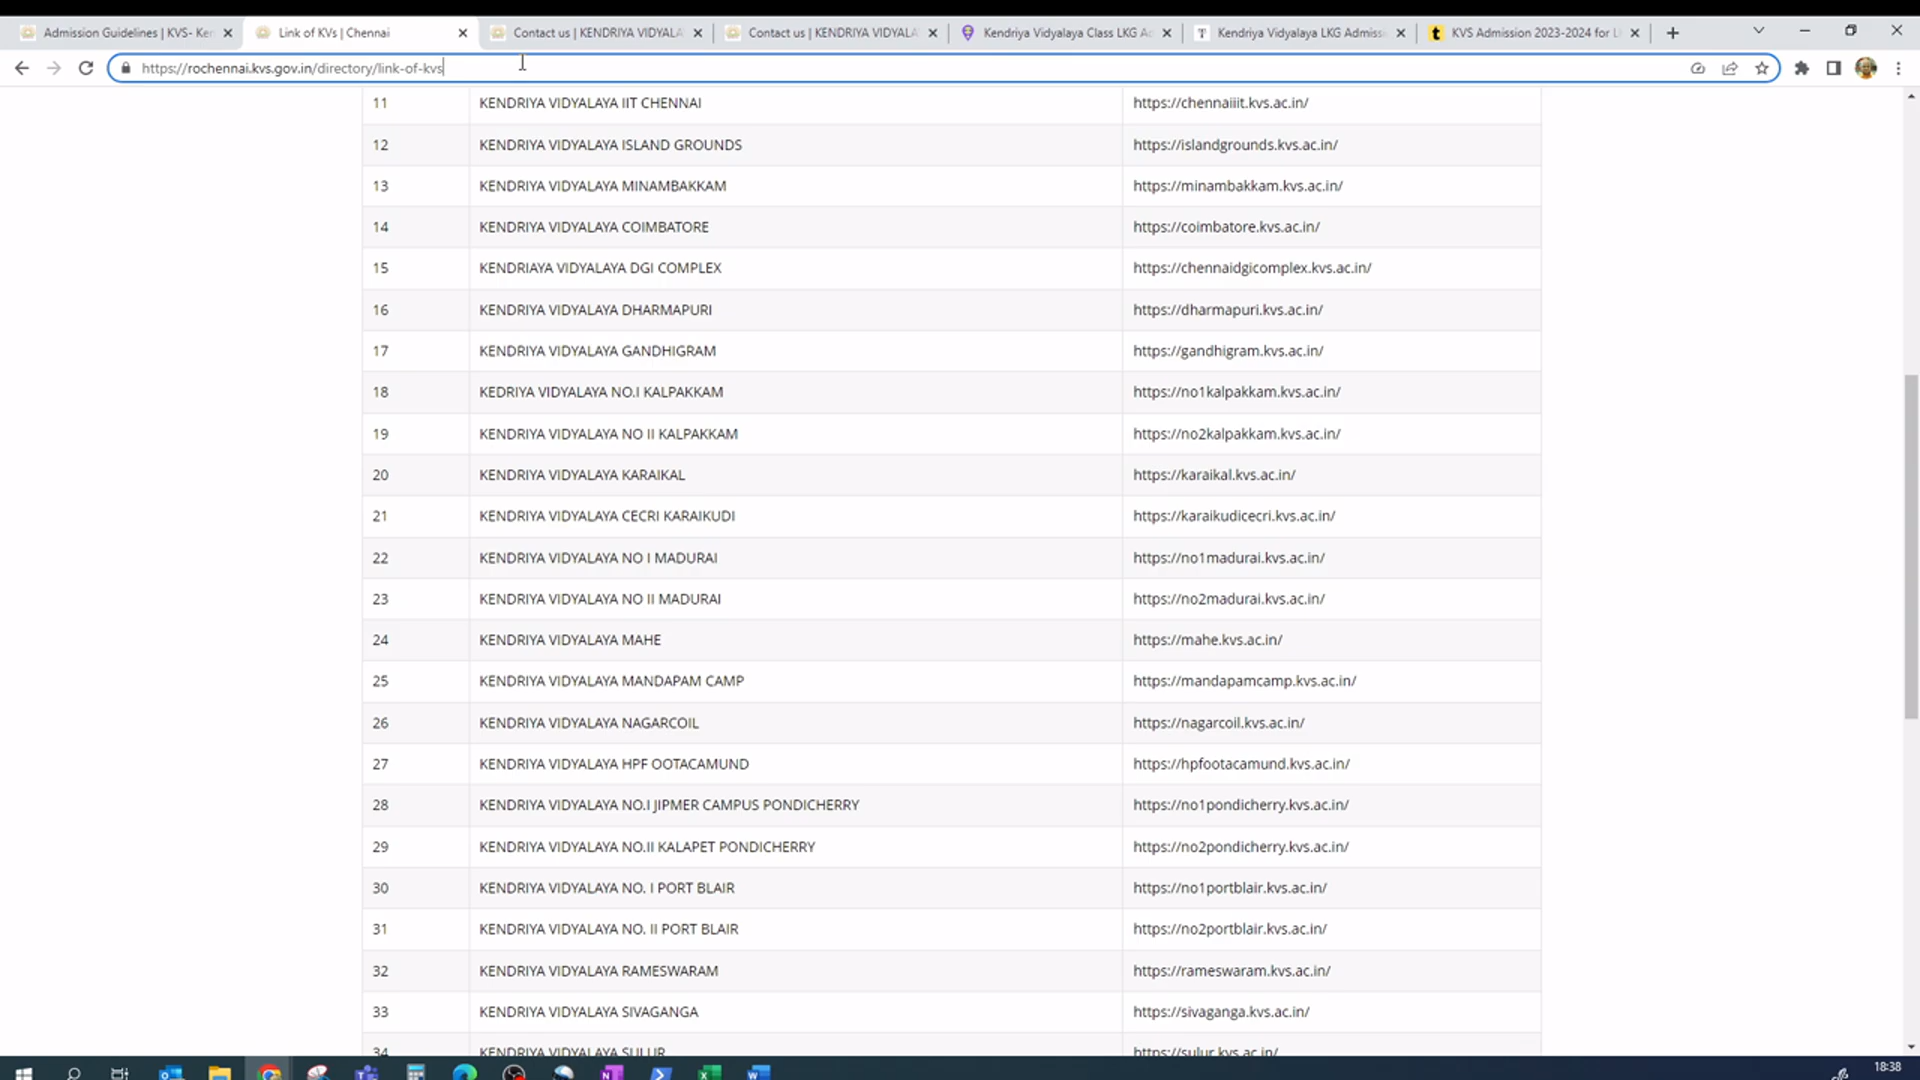 Admission Guidelines | KVS- Ker
Link of KVs | Chennai
Contact us | KENDRIYA VIDYALA
Contact us | KENDRIYA VIDYALA
Kendriya Vidyalaya Class LKG Ad
Kendriya Vidyalaya LKG Admiss
KVS Admission 2023-2024 for L
https://rochennai.kvs.gov.in/directory/link-of-kvs
11 KENDRIYA VIDYALAYA IIT CHENNAI https://chennaiiit.kvs.ac.in/
12 KENDRIYA VIDYALAYA ISLAND GROUNDS https://islandgrounds.kvs.ac.in/
13 KENDRIYA VIDYALAYA MINAMBAKKAM https://minambakkam.kvs.ac.in/
14 KENDRIYA VIDYALAYA COIMBATORE https://coimbatore.kvs.ac.in/
15 KENDRIAYA VIDYALAYA DGI COMPLEX https://chennaidgicomplex.kvs.ac.in/
16 KENDRIYA VIDYALAYA DHARMAPURI https://dharmapuri.kvs.ac.in/
17 KENDRIYA VIDYALAYA GANDHIGRAM https://gandhigram.kvs.ac.in/
18 KEDRIYA VIDYALAYA NO.I KALPAKKAM https://no1kalpakkam.kvs.ac.in/
19 KENDRIYA VIDYALAYA NO II KALPAKKAM https://no2kalpakkam.kvs.ac.in/
20 KENDRIYA VIDYALAYA KARAIKAL https://karaikal.kvs.ac.in/
21 KENDRIYA VIDYALAYA CECRI KARAIKUDI https://karaikudicecri.kvs.ac.in/
22 KENDRIYA VIDYALAYA NO I MADURAI https://no1madurai.kvs.ac.in/
23 KENDRIYA VIDYALAYA NO II MADURAI https://no2madurai.kvs.ac.in/
24 KENDRIYA VIDYALAYA MAHE https://mahe.kvs.ac.in/
25 KENDRIYA VIDYALAYA MANDAPAM CAMP https://mandapamcamp.kvs.ac.in/
26 KENDRIYA VIDYALAYA NAGARCOIL https://nagarcoil.kvs.ac.in/
27 KENDRIYA VIDYALAYA HPF OOTACAMUND https://hpfootacamund.kvs.ac.in/
28 KENDRIYA VIDYALAYA NO.I JIPMER CAMPUS PONDICHERRY https://no1pondicherry.kvs.ac.in/
29 KENDRIYA VIDYALAYA NO.II KALAPET PONDICHERRY https://no2pondicherry.kvs.ac.in/
30 KENDRIYA VIDYALAYA NO. I PORT BLAIR https://no1portblair.kvs.ac.in/
31 KENDRIYA VIDYALAYA NO. II PORT BLAIR https://no2portblair.kvs.ac.in/
32 KENDRIYA VIDYALAYA RAMESWARAM https://rameswaram.kvs.ac.in/
33 KENDRIYA VIDYALAYA SIVAGANGA https://sivaganga.kvs.ac.in/
34 KENDRIYA VIDYALAYA SULUR https://sulur.kvs.ac.in/
18:38